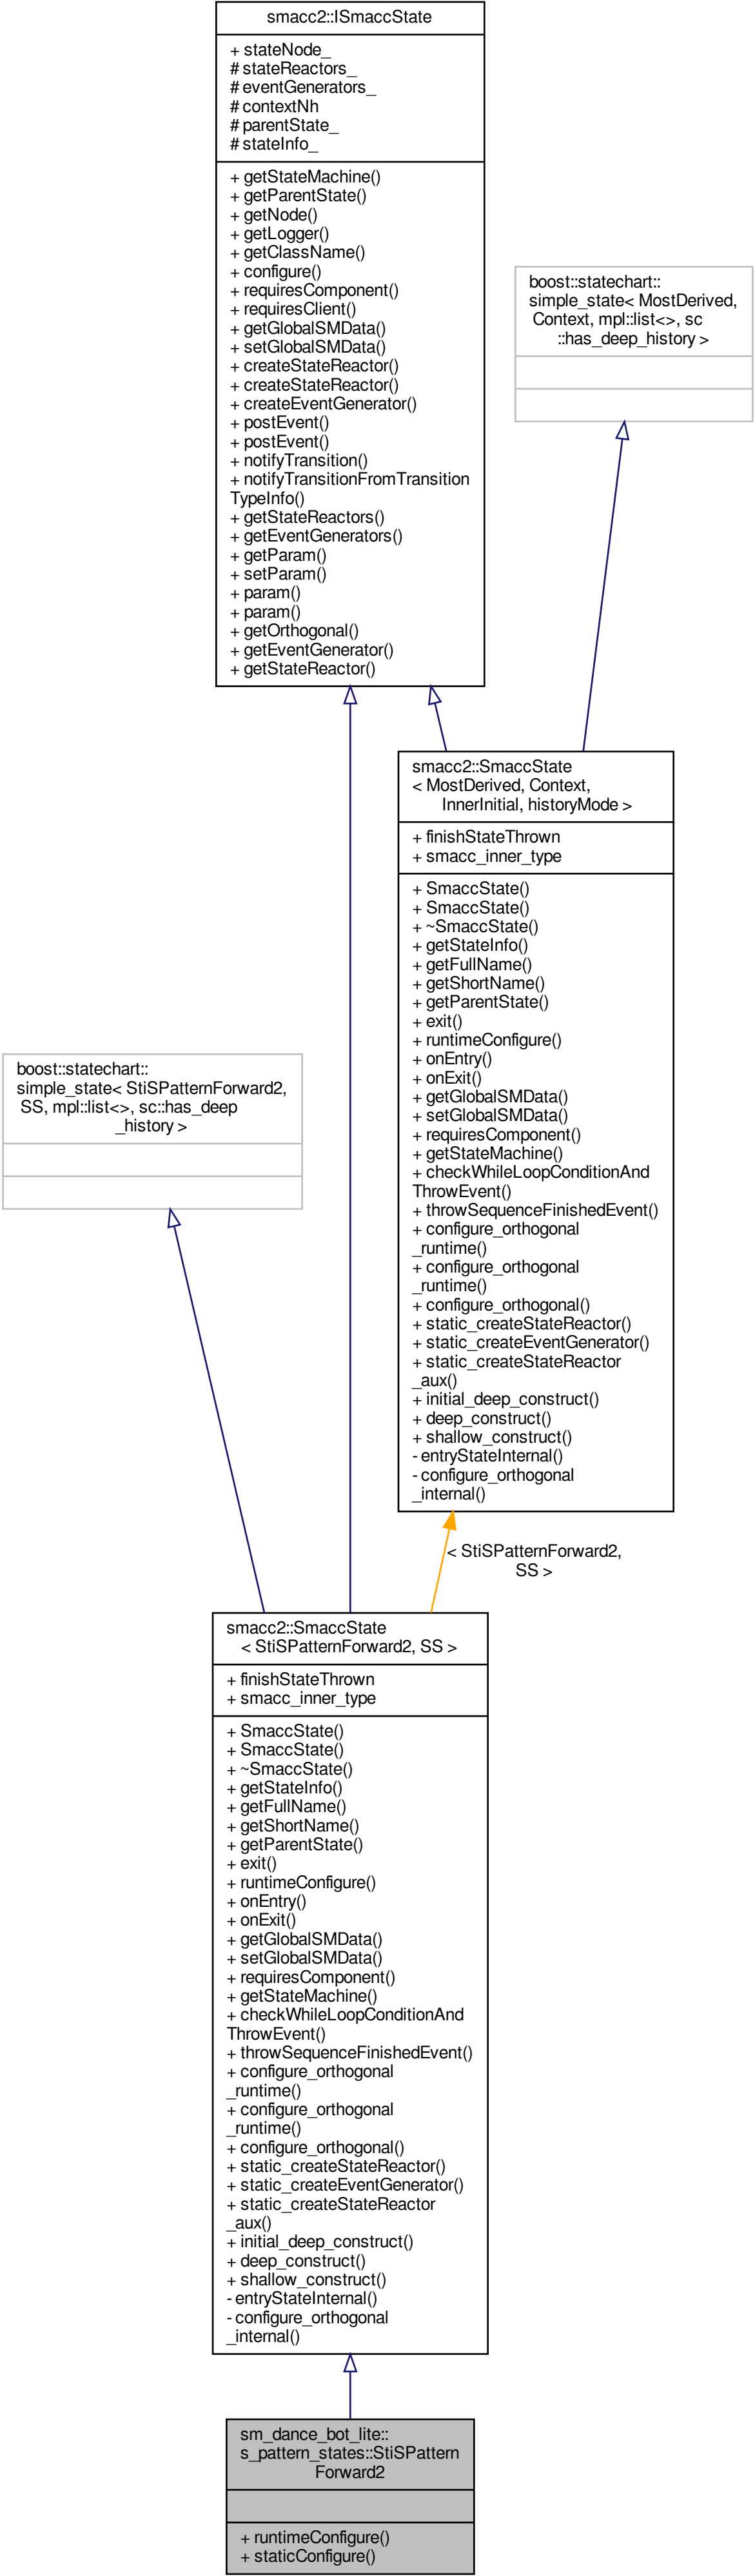 smacc2::ISmaccState
+ stateNode_
# stateReactors_
# eventGenerators_
# contextNh
# parentState_
# stateInfo_
+ getStateMachine()
+ getParentState()
+ getNode()
+ getLogger()
+ getClassName()
+ configure()
+ requiresComponent()
+ requiresClient()
+ getGlobalSMData()
+ setGlobalSMData()
+ createStateReactor()
+ createStateReactor()
+ createEventGenerator()
+ postEvent()
+ postEvent()
+ notifyTransition()
+ notifyTransitionFromTransition
TypeInfo()
+ getStateReactors()
+ getEventGenerators()
+ getParam()
+ setParam()
+ param()
+ param()
+ getOrthogonal()
+ getEventGenerator()
+ getStateReactor()
boost::statechart::
simple_state< MostDerived,
Context, mpl::list<>, sc
::has_deep_history >
smacc2::SmaccState
< MostDerived, Context,
InnerInitial, historyMode >
+ finishStateThrown
+ smacc_inner_type
+ SmaccState()
+ SmaccState()
+ ~SmaccState()
+ getStateInfo()
+ getFullName()
+ getShortName()
+ getParentState()
+ exit()
+ runtimeConfigure()
+ onEntry()
+ onExit()
+ getGlobalSMData()
+ setGlobalSMData()
+ requiresComponent()
+ getStateMachine()
+ checkWhileLoopConditionAnd
ThrowEvent()
+ throwSequenceFinishedEvent()
+ configure_orthogonal
_runtime()
+ configure_orthogonal
_runtime()
+ configure_orthogonal()
+ static_createStateReactor()
+ static_createEventGenerator()
+ static_createStateReactor
_aux()
+ initial_deep_construct()
+ deep_construct()
+ shallow_construct()
- entryStateInternal()
- configure_orthogonal
_internal()
boost::statechart::
simple_state< StiSPatternForward2,
SS, mpl::list<>, sc::has_deep
_history >
< StiSPatternForward2,
SS >
smacc2::SmaccState
< StiSPatternForward2, SS >
+ finishStateThrown
+ smacc_inner_type
+ SmaccState()
+ SmaccState()
+ ~SmaccState()
+ getStateInfo()
+ getFullName()
+ getShortName()
+ getParentState()
+ exit()
+ runtimeConfigure()
+ onEntry()
+ onExit()
+ getGlobalSMData()
+ setGlobalSMData()
+ requiresComponent()
+ getStateMachine()
+ checkWhileLoopConditionAnd
ThrowEvent()
+ throwSequenceFinishedEvent()
+ configure_orthogonal
_runtime()
+ configure_orthogonal
_runtime()
+ configure_orthogonal()
+ static_createStateReactor()
+ static_createEventGenerator()
+ static_createStateReactor
_aux()
+ initial_deep_construct()
+ deep_construct()
+ shallow_construct()
- entryStateInternal()
- configure_orthogonal
_internal()
sm_dance_bot_lite::
s_pattern_states::StiSPattern
Forward2
+ runtimeConfigure()
+ staticConfigure()